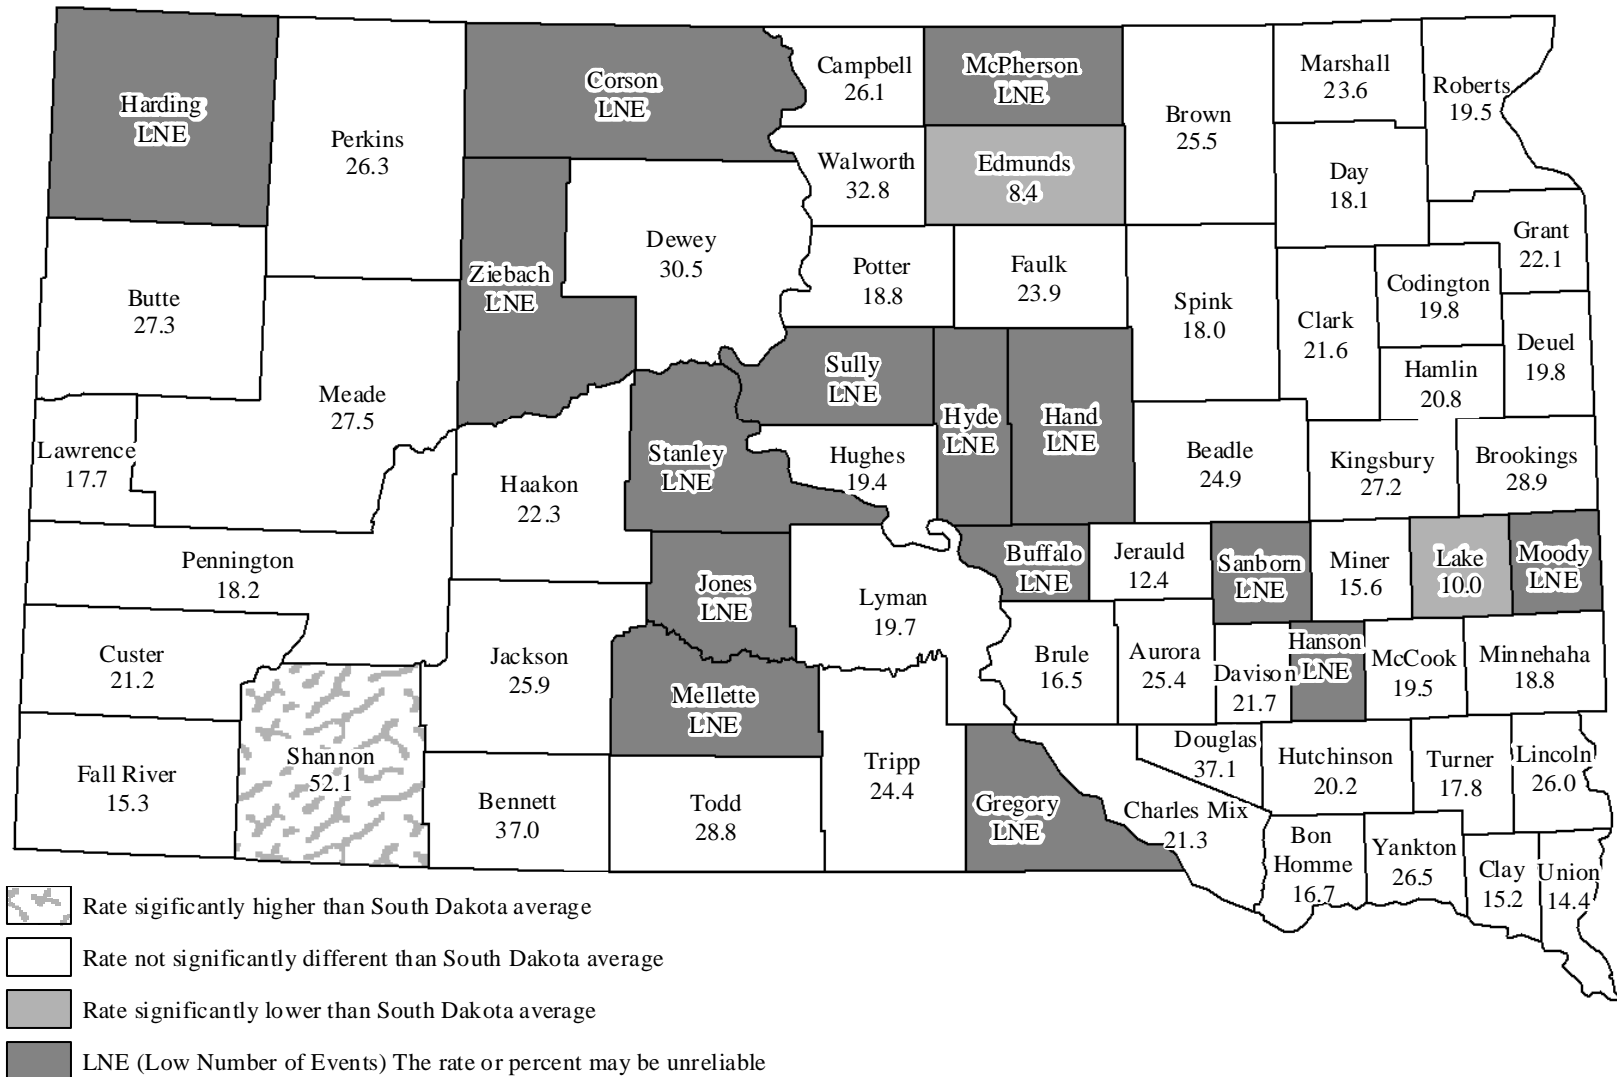 Harding
LNE
Perkins
26.3
Corson
LNE
Campbell
26.1
McPherson
LNE
Brown
25.5
Marshall
23.6
Roberts
19.5
Walworth
32.8
Edmunds
8.4
Day
18.1
Butte
27.3
Ziebach
LNE
Dewey
30.5
Potter
18.8
Faulk
23.9
Spink
18.0
Clark
21.6
Codington
19.8
Grant
22.1
Hamlin
20.8
Deuel
19.8
Lawrence
17.7
Meade
27.5
Haakon
22.3
Stanley
LNE
Sully
LNE
Hughes
19.4
Hyde
LNE
Hand
LNE
Beadle
24.9
Kingsbury
27.2
Brookings
28.9
Pennington
18.2
Jones
LNE
Lyman
19.7
Buffalo
LNE
Jerauld
12.4
Sanborn
LNE
Miner
15.6
Lake
10.0
Moody
LNE
Custer
21.2
Jackson
25.9
Mellette
LNE
Brule
16.5
Aurora
25.4
Davison
21.7
Hanson
LNE
McCook
19.5
Minnehaha
18.8
Fall River
15.3
Shannon
52.1
Bennett
37.0
Todd
28.8
Tripp
24.4
Gregory
LNE
Charles Mix
21.3
Douglas
37.1
Hutchinson
20.2
Turner
17.8
Lincoln
26.0
Bon
Homme
16.7
Yankton
26.5
Clay
15.2
Union
14.4
Rate sigificantly higher than South Dakota average
Rate not significantly different than South Dakota average
Rate significantly lower than South Dakota average
LNE (Low Number of Events) The rate or percent may be unreliable